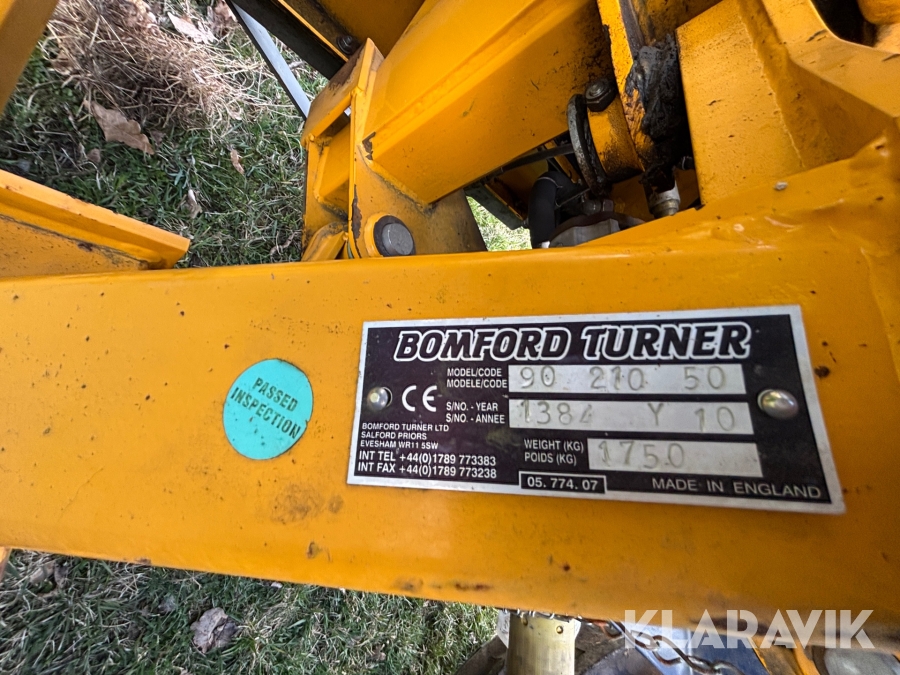 PASSED
INSPECTION
BOMFORD TURNER
MODEL/CODE
MODELE/CODE
90 210 50
CE
S/NO. - YEAR
S/NO. - ANNEE
1384 Y 10
BOMFORD TURNER LTD
SALFORD PRIORS
EVESHAM WR11 5SW
WEIGHT (KG)
POIDS (KG)
1750
INT TEL +44(0)1789 773383
INT FAX +44(0)1789 773238
05. 774. 07
MADE IN ENGLAND
KLARAVIK